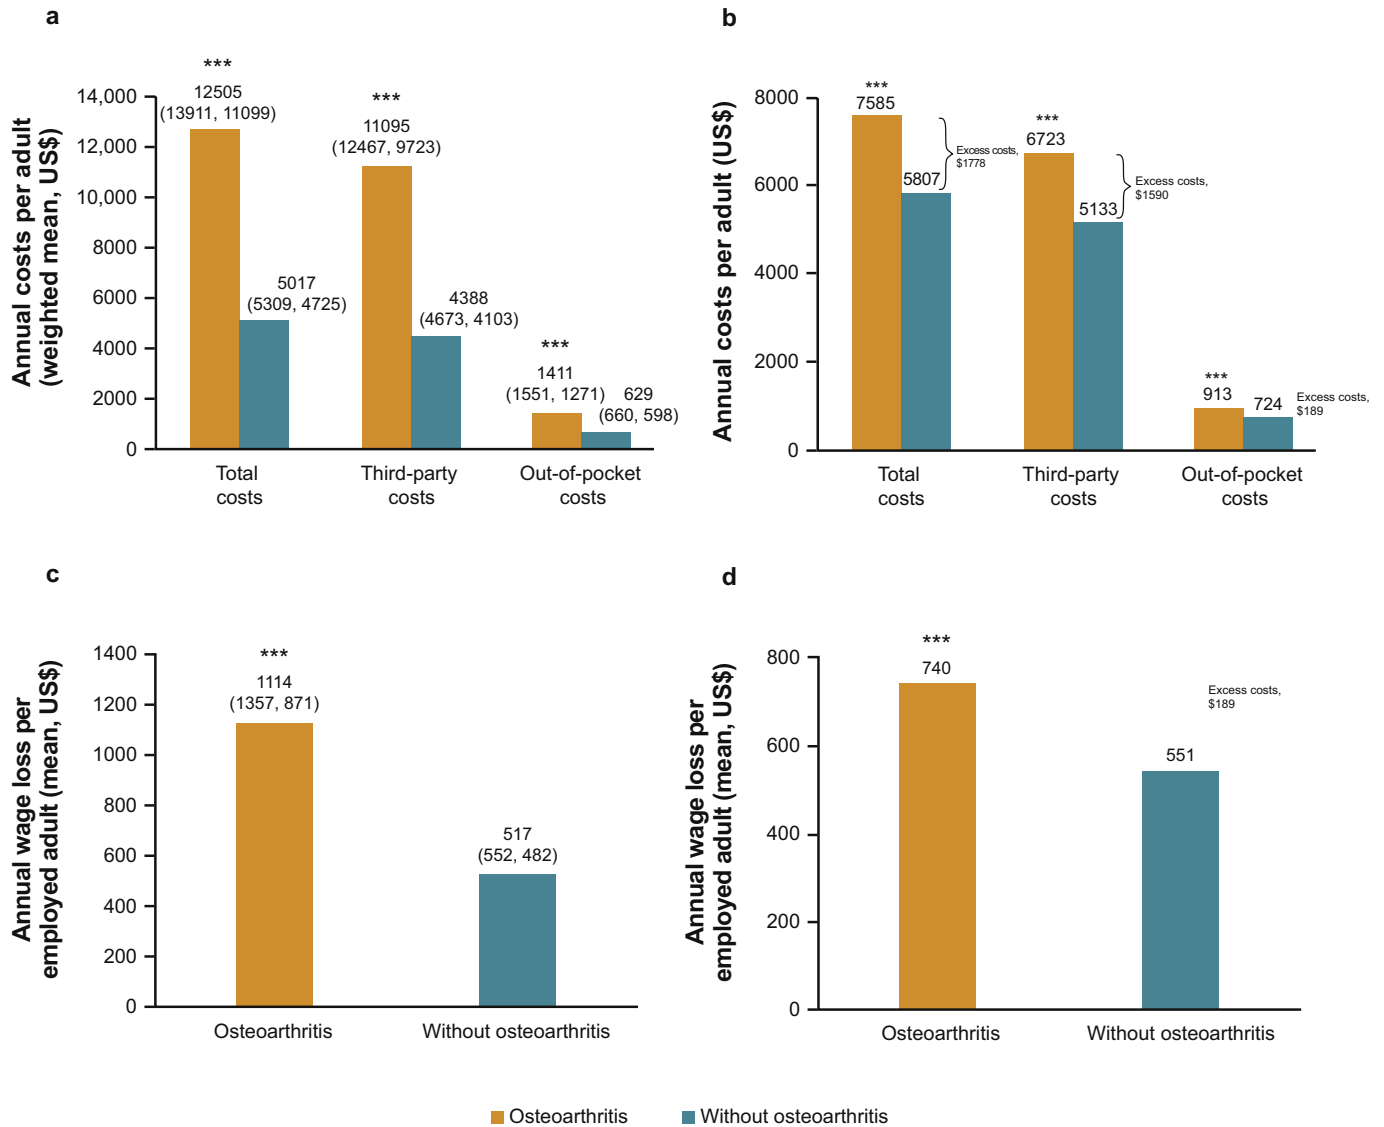 a
Annual costs per adult
(weighted mean, US$)
14,000
12,000
10,000
8000
6000
4000
2000
0
***
12505
(13911, 11099)
5017
(5309, 4725)
***
11095
(12467, 9723)
4388
(4673, 4103)
***
1411
(1551, 1271)
629
(660, 598)
Total
costs
Third-party
costs
Out-of-pocket
costs
b
Annual costs per adult (US$)
8000
6000
4000
2000
0
***
7585
5807
Excess costs,
$1778
***
6723
5133
Excess costs,
$1590
***
913
724
Excess costs,
$189
Total
costs
Third-party
costs
Out-of-pocket
costs
c
Annual wage loss per
employed adult (mean, US$)
1400
1200
1000
800
600
400
200
0
***
1114
(1357, 871)
517
(552, 482)
Osteoarthritis
Without osteoarthritis
d
Annual wage loss per
employed adult (mean, US$)
800
600
400
200
0
***
740
551
Excess costs,
$189
Osteoarthritis
Without osteoarthritis
Osteoarthritis
Without osteoarthritis